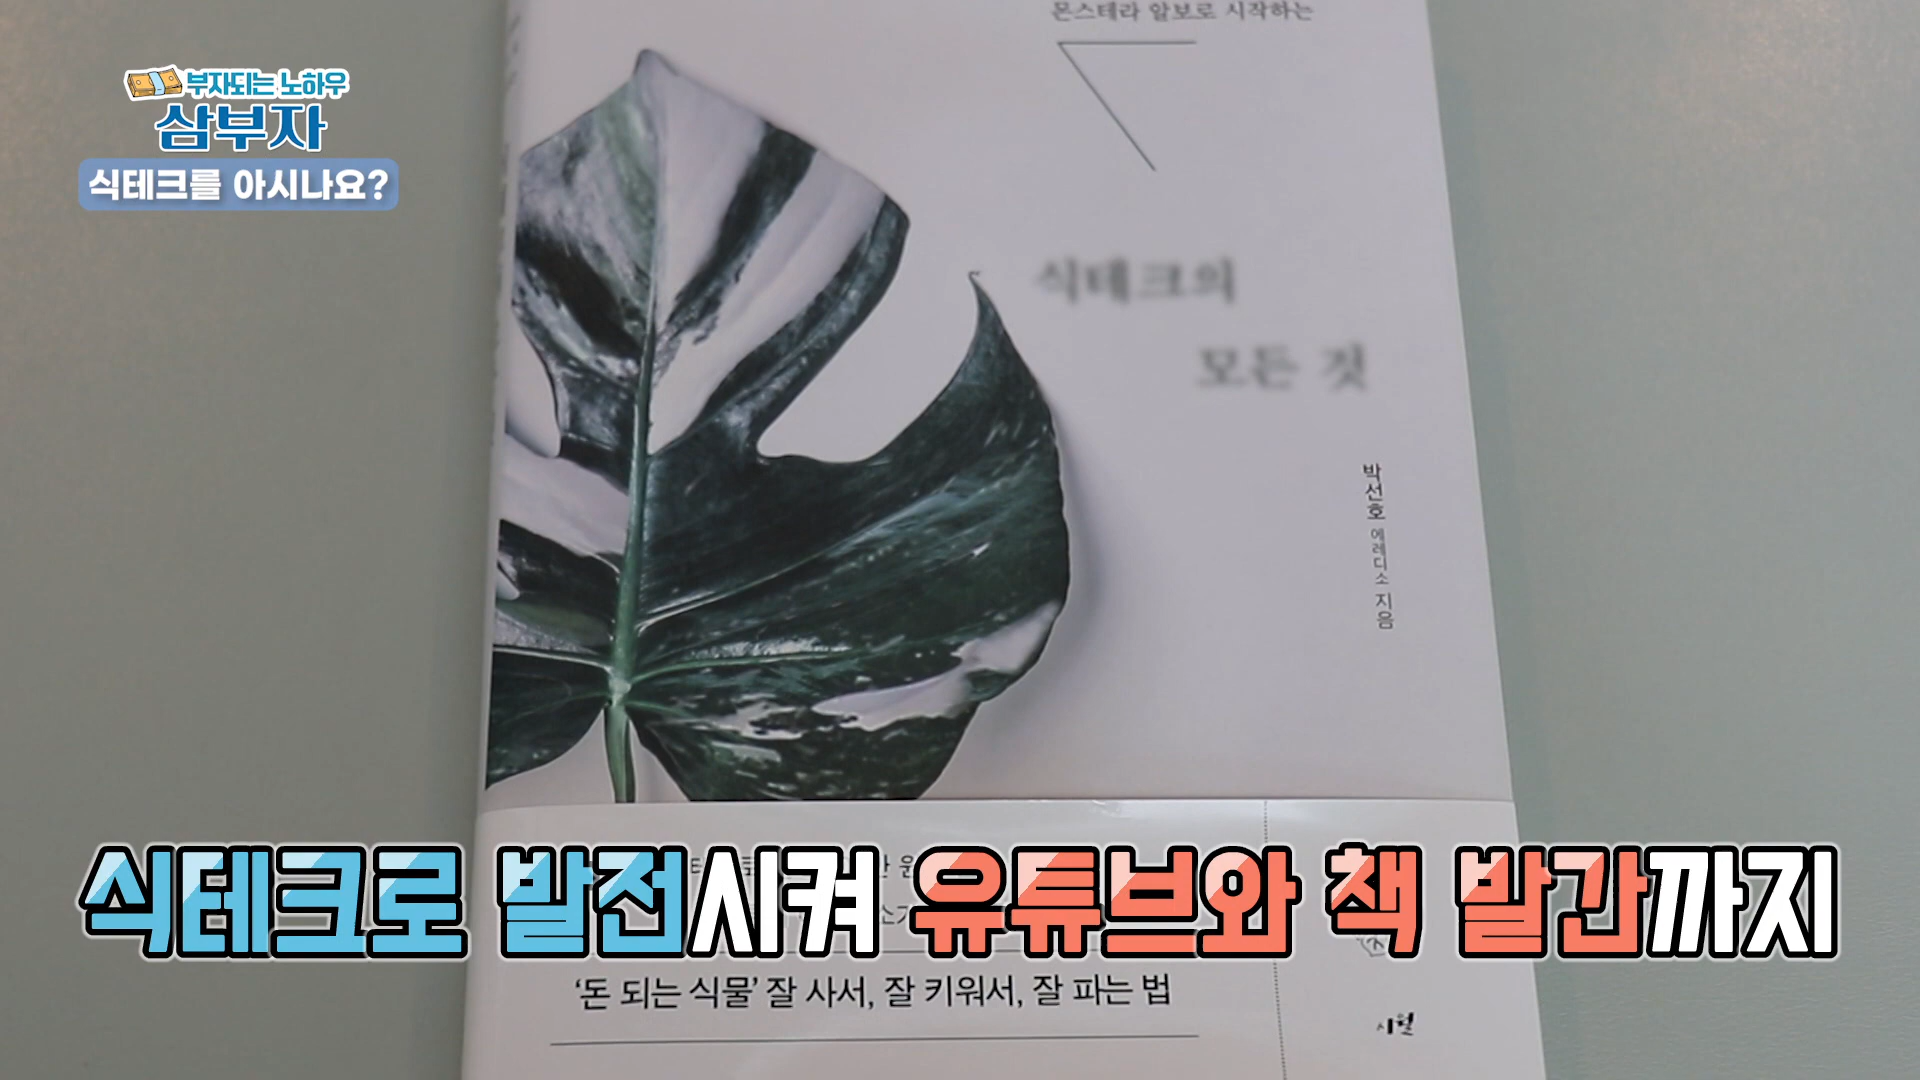 몬스테라 알보로 시작하는
부자되는 노하우
삼부자
식테크를 아시나요?
식테크의
모든 것
박선호 에레디소 지음
식테크로 발전시켜 유튜브와 책 발간까지
'돈 되는 식물' 잘 사서, 잘 키워서, 잘 파는 법
시월